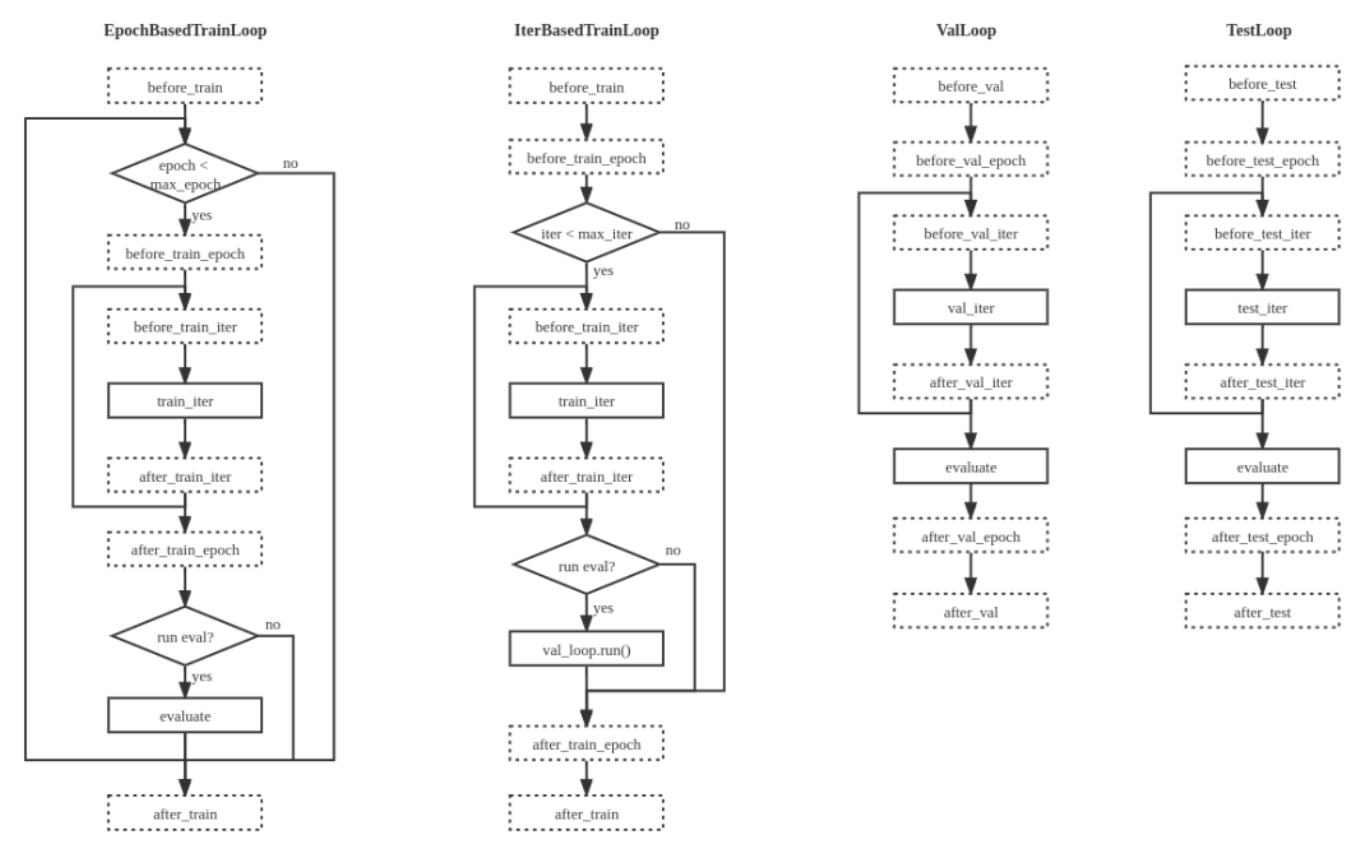 EpochBasedTrainLoop
before_train
epoch <
max_epoch
no
yes
before_train_epoch
before_train_iter
train_iter
after_train_iter
after_train_epoch
run eval?
no
yes
evaluate
after_train
IterBasedTrainLoop
before_train
before_train_epoch
iter < max_iter
no
yes
before_train_iter
train_iter
after_train_iter
run eval?
no
yes
val_loop.run()
after_train_epoch
after_train
ValLoop
before_val
before_val_epoch
before_val_iter
val_iter
after_val_iter
evaluate
after_val_epoch
after_val
TestLoop
before_test
before_test_epoch
before_test_iter
test_iter
after_test_iter
evaluate
after_test_epoch
after_test